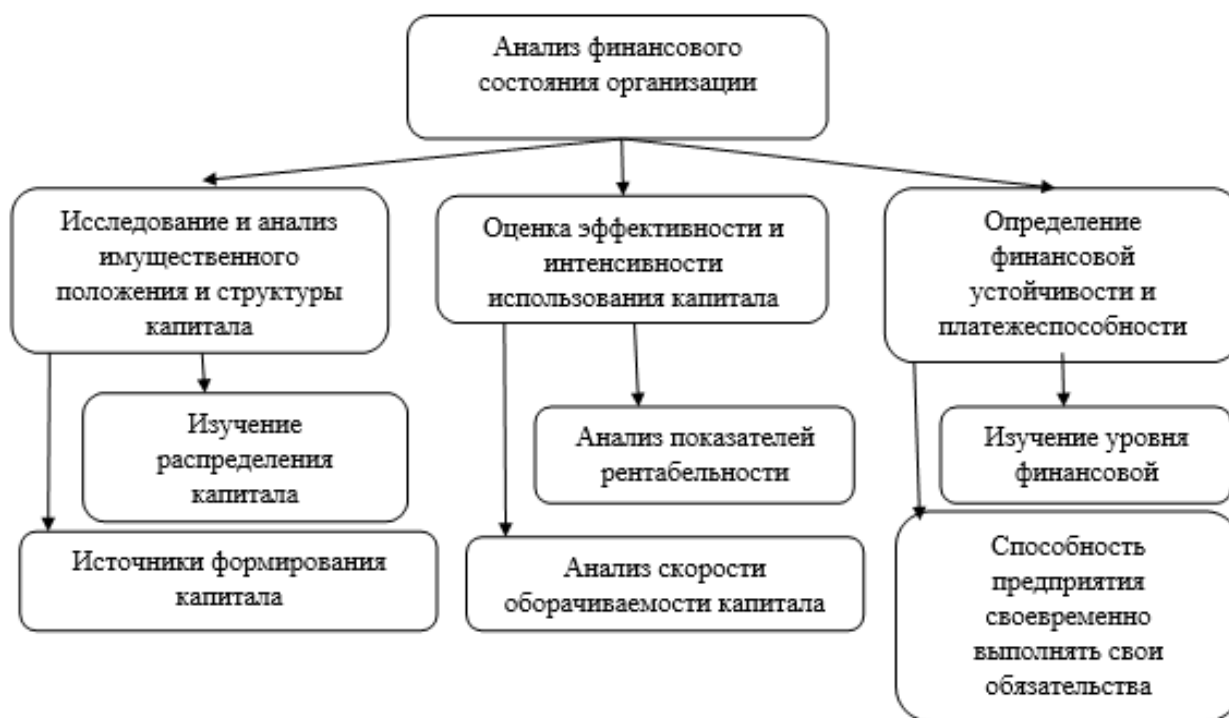 Анализ финансового
состояния организации
Исследование и анализ
имущественного
положения и структуры
капитала
Оценка эффективности и
интенсивности
использования капитала
Определение
финансовой
устойчивости и
платежеспособности
Изучение
распределения
капитала
Анализ показателей
рентабельности
Изучение уровня
финансовой
Источники формирования
капитала
Анализ скорости
оборачиваемости капитала
Способность
предприятия
своевременно
выполнять свои
обязательства